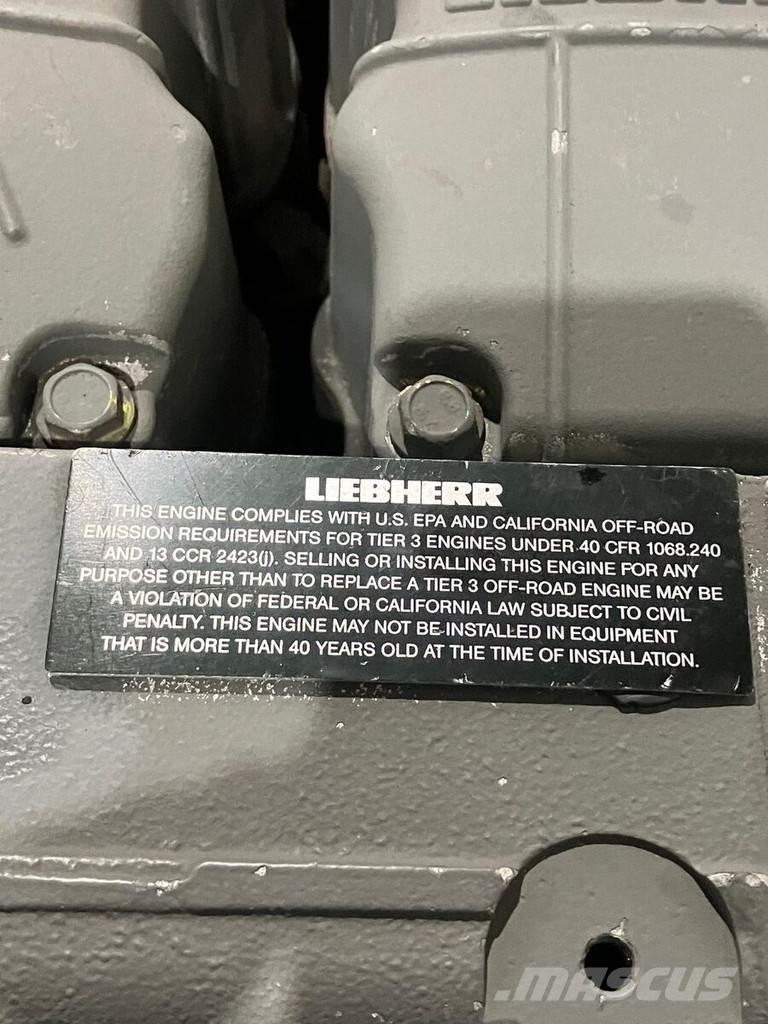 LIEBHERR
THIS ENGINE COMPLIES WITH U.S. EPA AND CALIFORNIA OFF-ROAD
EMISSION REQUIREMENTS FOR TIER 3 ENGINES UNDER 40 CFR 1068.240
AND 13 CCR 2423(j). SELLING OR INSTALLING THIS ENGINE FOR ANY
PURPOSE OTHER THAN TO REPLACE A TIER 3 OFF-ROAD ENGINE MAY BE
A VIOLATION OF FEDERAL OR CALIFORNIA LAW SUBJECT TO CIVIL
PENALTY. THIS ENGINE MAY NOT BE INSTALLED IN EQUIPMENT
THAT IS MORE THAN 40 YEARS OLD AT THE TIME OF INSTALLATION.
MASCUS